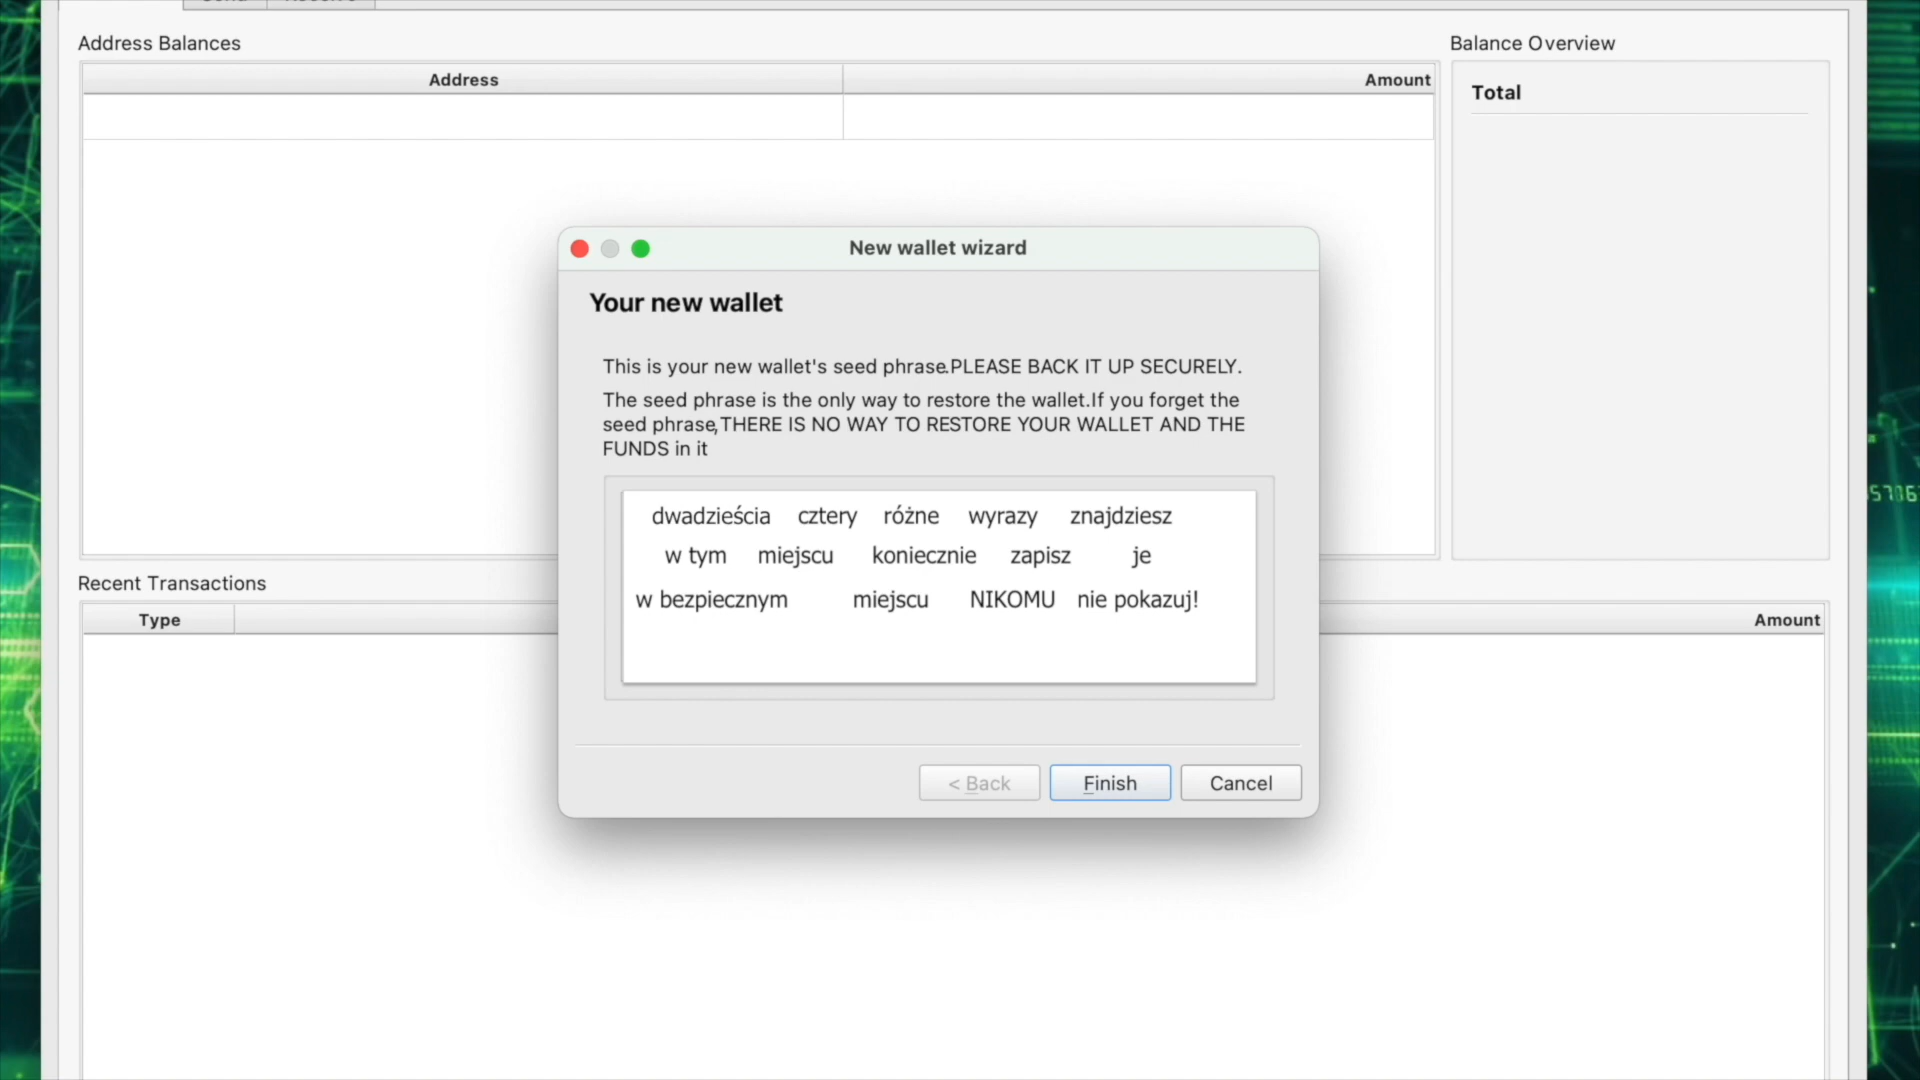 Address Balances
Balance Overview
Address Amount
Total
New wallet wizard
Your new wallet
This is your new wallet's seed phrase.PLEASE BACK IT UP SECURELY.
The seed phrase is the only way to restore the wallet.If you forget the
seed phrase,THERE IS NO WAY TO RESTORE YOUR WALLET AND THE
FUNDS in it
dwadzieścia cztery różne wyrazy znajdziesz
w tym miejscu koniecznie zapisz je
w bezpiecznym miejscu NIKOMU nie pokazuj!
Recent Transactions
Type Amount
< Back Finish Cancel